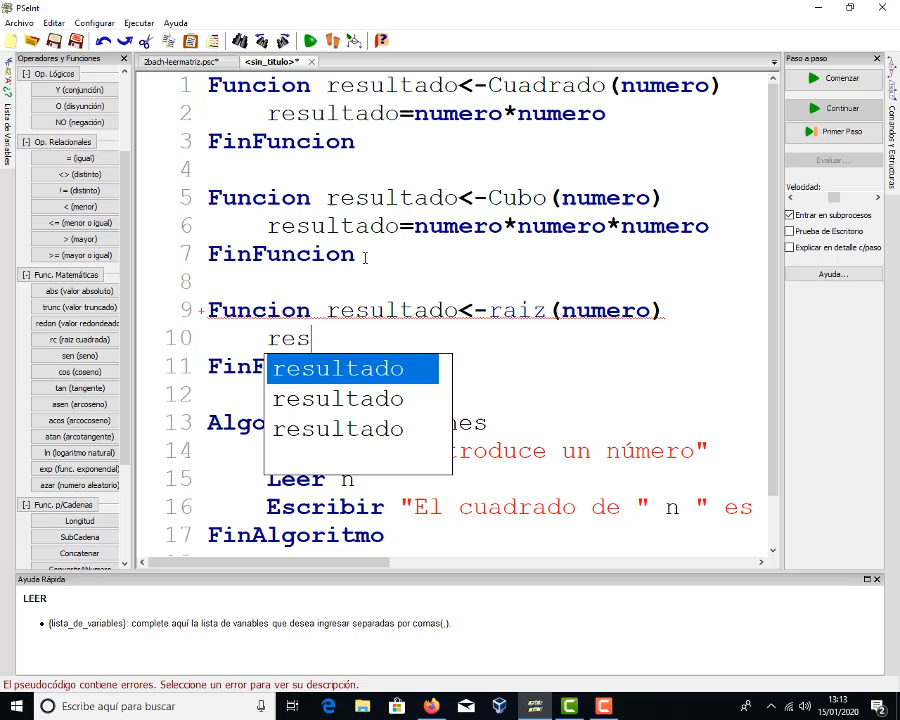 PSeInt
Archivo Editar Configurar Ejecutar Ayuda
Operadores y Funciones
2bach-leermatriz.psc* <sin_titulo>*
Paso a paso
Lista de Variables
[-] Op. Lógicos
Y (conjunción)
O (disyunción)
NO (negación)
[-] Op. Relacionales
= (igual)
<> (distinto)
!= (distinto)
< (menor)
<= (menor o igual)
> (mayor)
>= (mayor o igual)
[-] Func. Matemáticas
abs (valor absoluto)
trunc (valor truncado)
redon (valor redondeado
rc (raiz cuadrada)
sen (seno)
cos (coseno)
tan (tangente)
asen (arcoseno)
acos (arcocoseno)
atan (arcotangente)
ln (logaritmo natural)
exp (func. exponencial)
azar (numero aleatorio)
[-] Func. p/Cadenas
Longitud
SubCadena
Concatenar
1 Funcion resultado<-Cuadrado(numero)
2 resultado=numero*numero
3 FinFuncion
4
5 Funcion resultado<-Cubo(numero)
6 resultado=numero*numero*numero
7 FinFuncion
8
9 +Funcion resultado<-raiz(numero)
10 res
resultado
resultado
resultado
11 FinF
12
13 Algo nes
14 troduce un número"
15 Leer n
16 Escribir "El cuadrado de " n " es
17 FinAlgoritmo
Comenzar
Continuar
Primer Paso
Evaluar...
Velocidad:
Entrar en subprocesos
Prueba de Escritorio
Explicar en detalle c/paso
Ayuda...
Comandos y Estructuras
Ayuda Rápida
LEER
{lista_de_variables}: complete aquí la lista de variables que desea ingresar separadas por comas(,).
El pseudocódigo contiene errores. Seleccione un error para ver su descripción.
Escribe aquí para buscar
13:13
15/01/2020
2